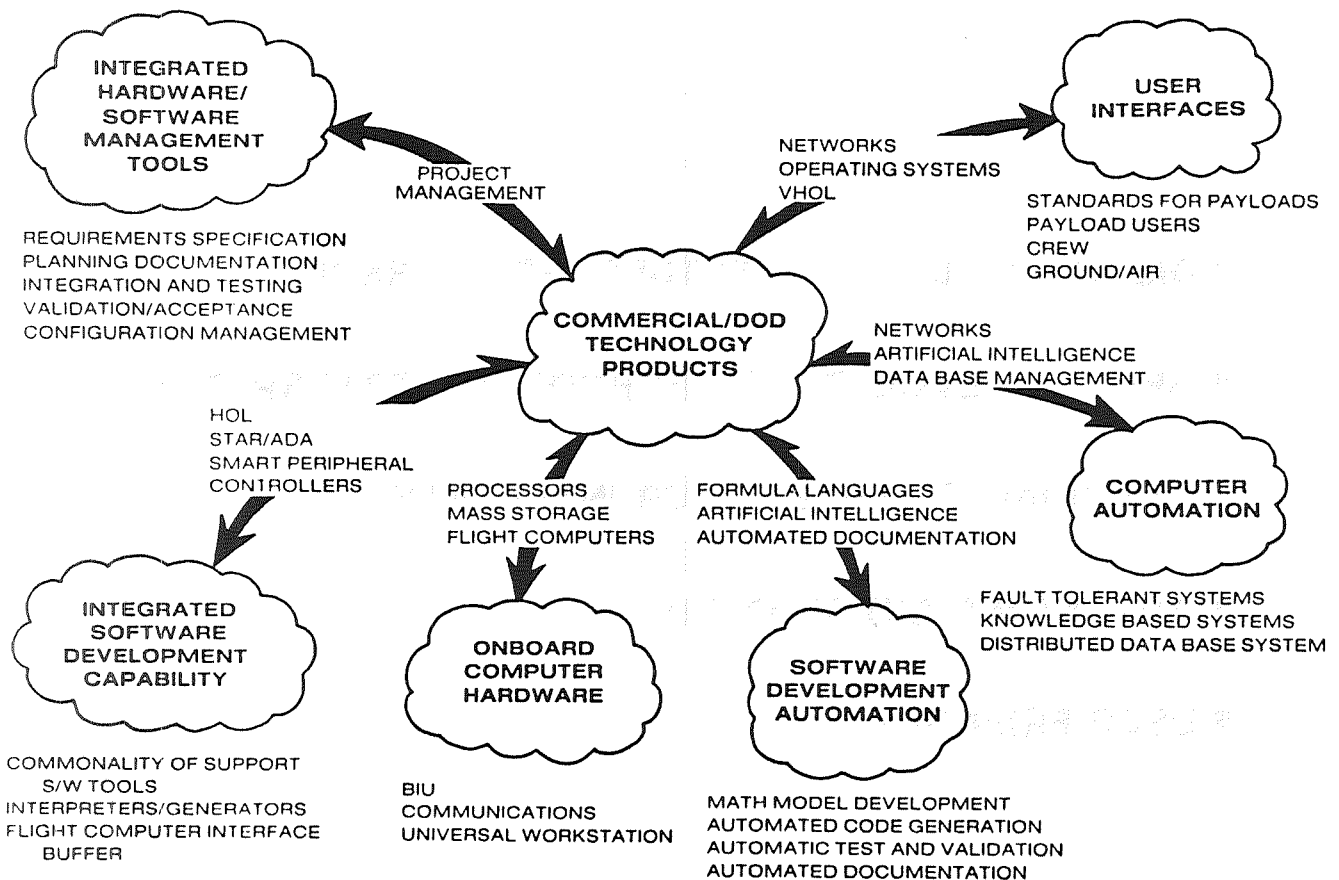 INTEGRATED
HARDWARE/
SOFTWARE
MANAGEMENT
TOOLS
REQUIREMENTS SPECIFICATION
PLANNING DOCUMENTATION
INTEGRATION AND TESTING
VALIDATION/ACCEPTANCE
CONFIGURATION MANAGEMENT
PROJECT
MANAGEMENT
NETWORKS
OPERATING SYSTEMS
VHOL
USER
INTERFACES
STANDARDS FOR PAYLOADS
PAYLOAD USERS
CREW
GROUND/AIR
COMMERCIAL/DOD
TECHNOLOGY
PRODUCTS
NETWORKS
ARTIFICIAL INTELLIGENCE
DATA BASE MANAGEMENT
COMPUTER
AUTOMATION
FAULT TOLERANT SYSTEMS
KNOWLEDGE BASED SYSTEMS
DISTRIBUTED DATA BASE SYSTEM
HOL
STAR/ADA
SMART PERIPHERAL
CONTROLLERS
INTEGRATED
SOFTWARE
DEVELOPMENT
CAPABILITY
COMMONALITY OF SUPPORT
S/W TOOLS
INTERPRETERS/GENERATORS
FLIGHT COMPUTER INTERFACE
BUFFER
PROCESSORS
MASS STORAGE
FLIGHT COMPUTERS
ONBOARD
COMPUTER
HARDWARE
BIU
COMMUNICATIONS
UNIVERSAL WORKSTATION
FORMULA LANGUAGES
ARTIFICIAL INTELLIGENCE
AUTOMATED DOCUMENTATION
SOFTWARE
DEVELOPMENT
AUTOMATION
MATH MODEL DEVELOPMENT
AUTOMATED CODE GENERATION
AUTOMATIC TEST AND VALIDATION
AUTOMATED DOCUMENTATION